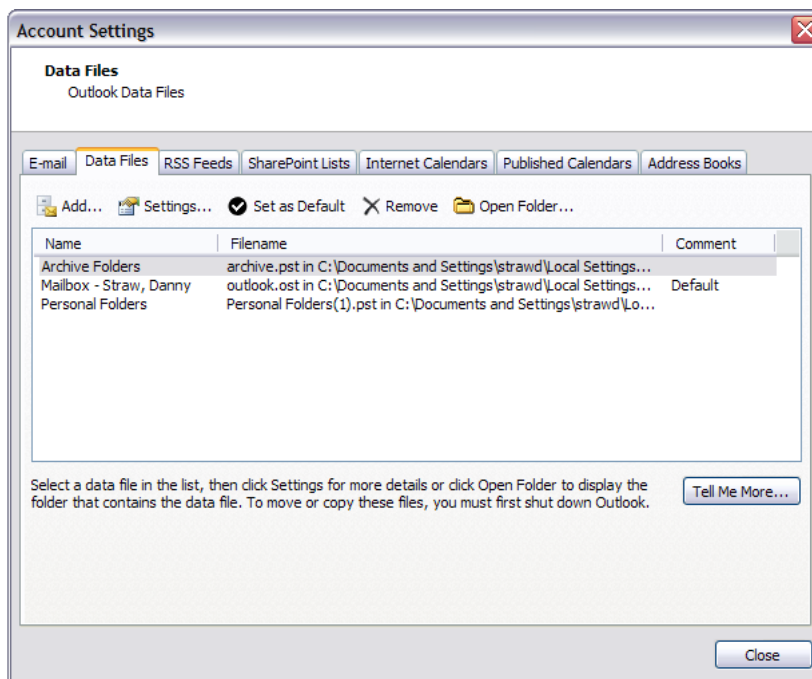 Account Settings
Data Files
Outlook Data Files
E-mail Data Files RSS Feeds SharePoint Lists Internet Calendars Published Calendars Address Books
Add... Settings... Set as Default Remove Open Folder...
Name Filename Comment
Archive Folders archive.pst in C:\Documents and Settings\strawd\Local Settings...
Mailbox - Straw, Danny outlook.ost in C:\Documents and Settings\strawd\Local Settings... Default
Personal Folders Personal Folders(1).pst in C:\Documents and Settings\strawd\Lo...
Select a data file in the list, then click Settings for more details or click Open Folder to display the
folder that contains the data file. To move or copy these files, you must first shut down Outlook.
Tell Me More...
Close